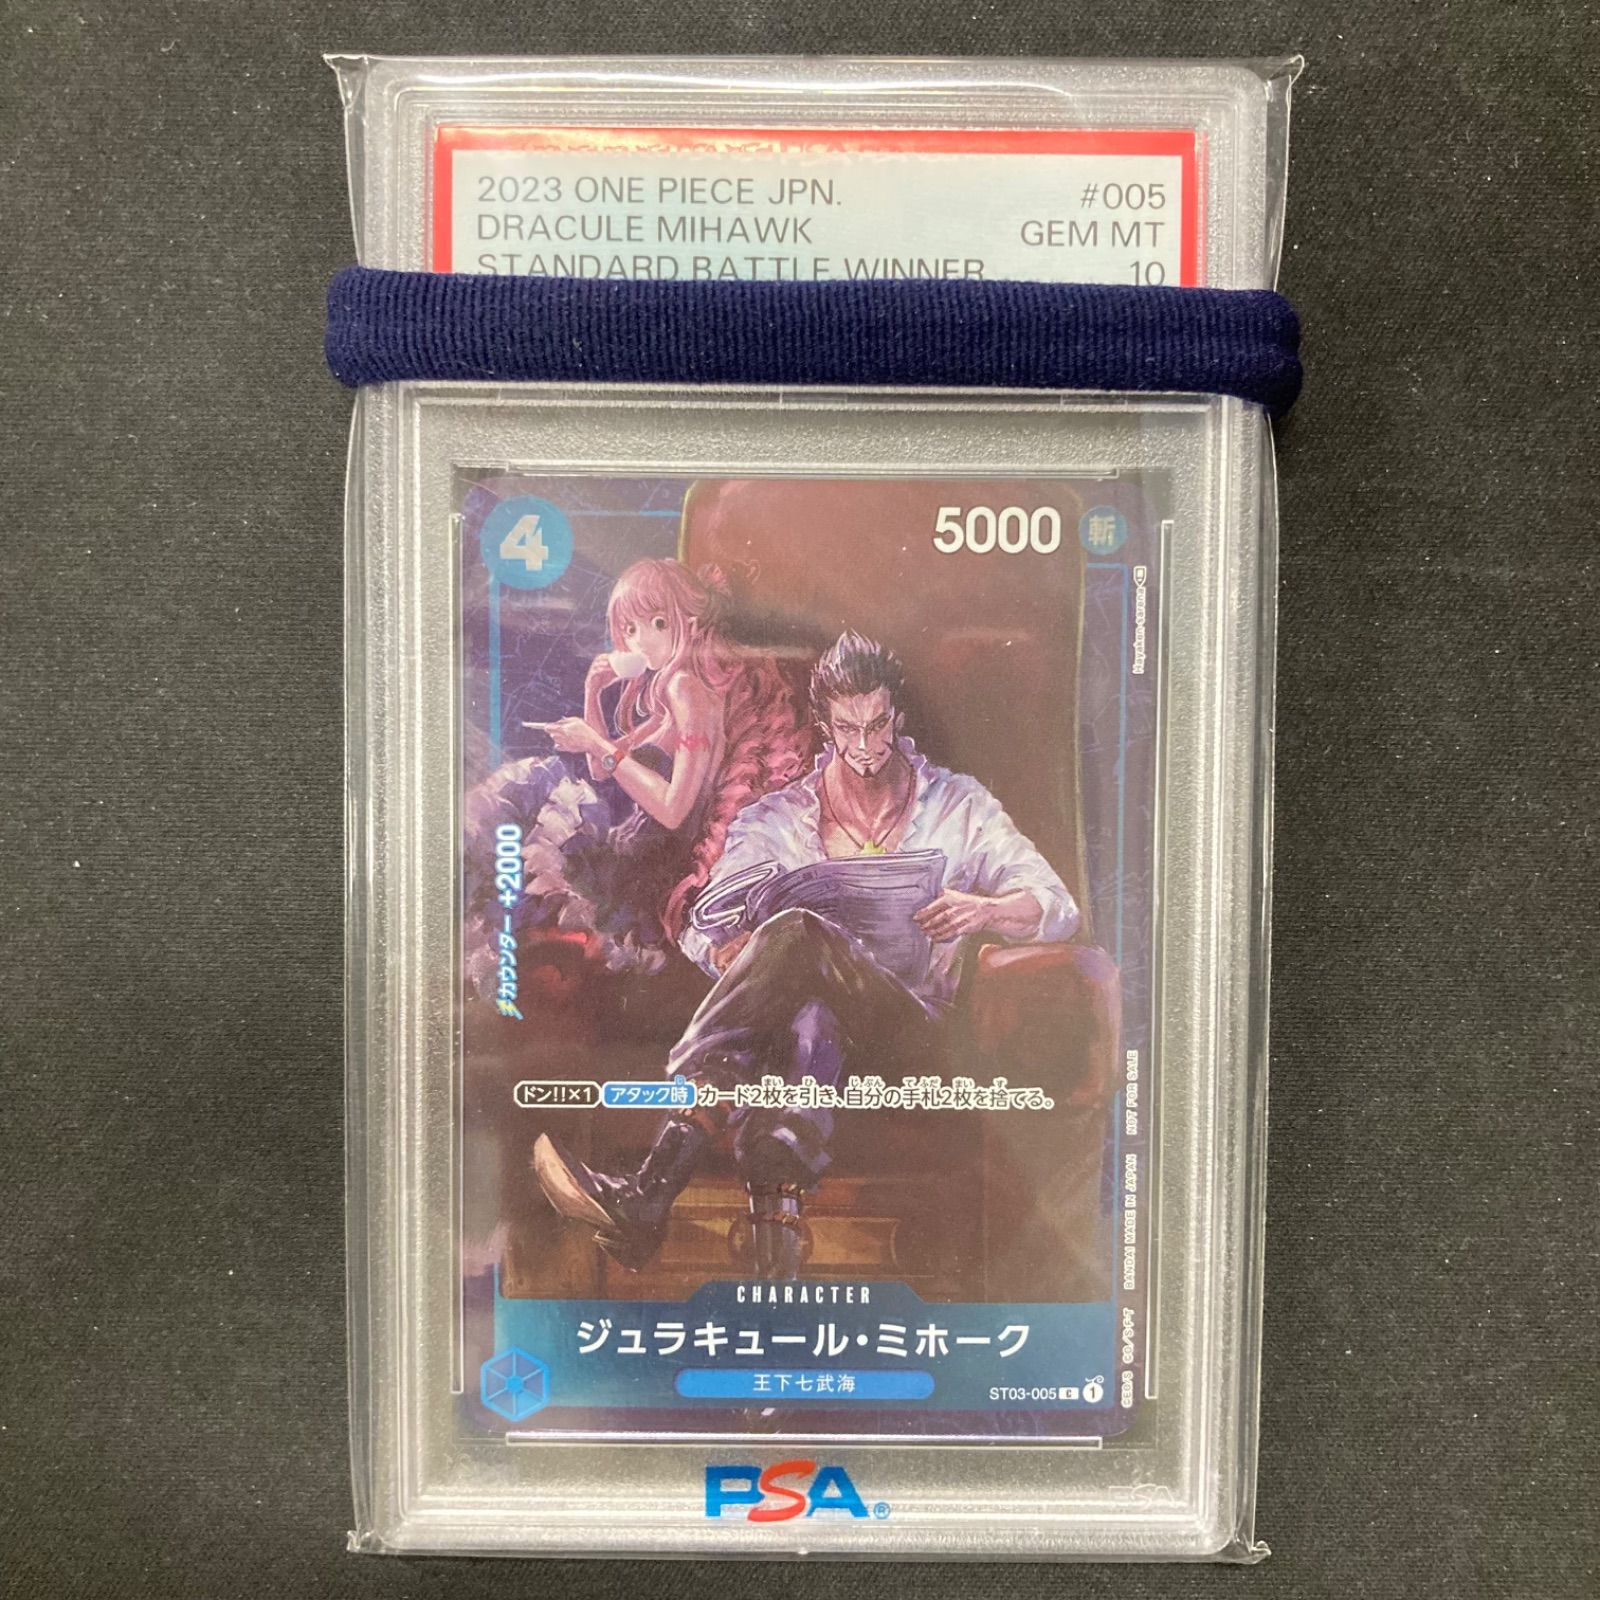 2023 ONE PIECE JPN. #005
DRACULE MIHAWK GEM MT
STANDARD BATTLE WINNER 10
4
5000 斬
Hayaken-sarena
カウンター +2000
ドン!!×1 アタック時 カード2枚を引き、自分の手札2枚を捨てる。
CHARACTER
ジュラキュール・ミホーク
王下七武海
ST03-005 C 1
BANDAI MADE IN JAPAN NOT FOR SALE
PSA®